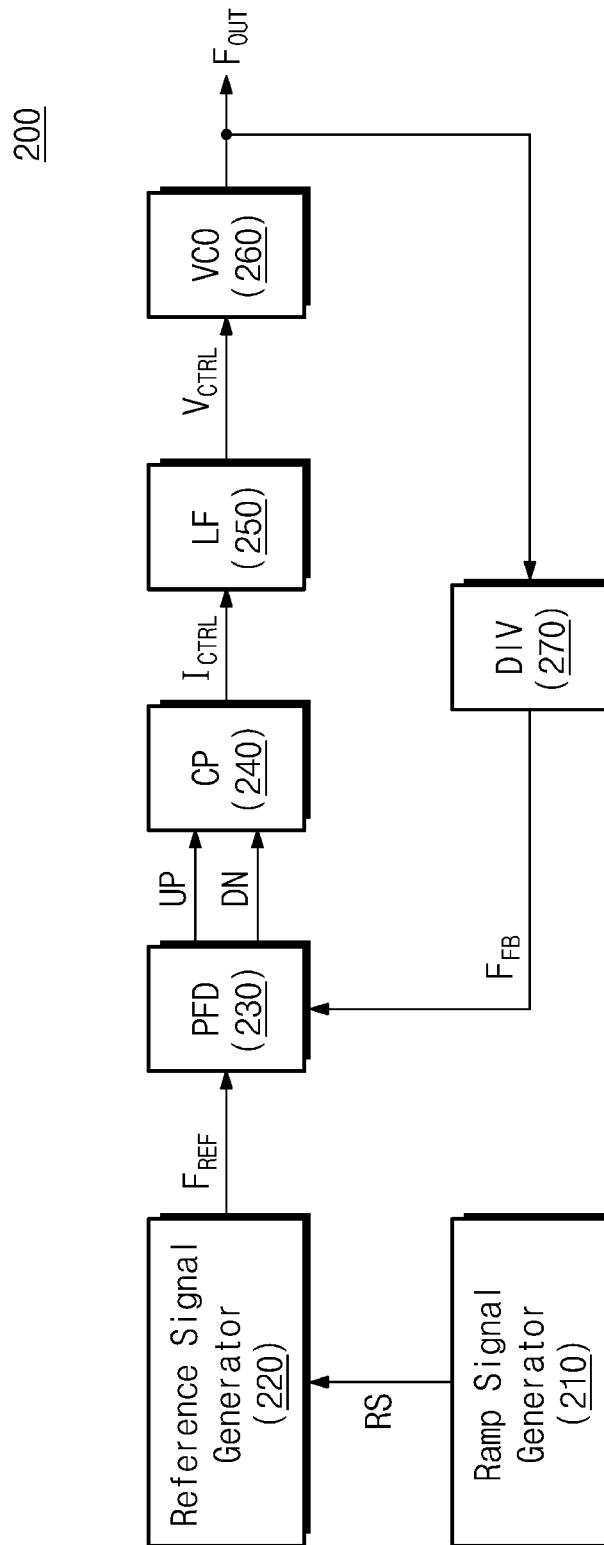 200
Reference Signal
Generator
(220)
F_REF
PFD
(230)
UP
DN
CP
(240)
I_CTRL
LF
(250)
V_CTRL
VCO
(260)
F_OUT
Ramp Signal
Generator
(210)
RS
F_FB
DIV
(270)